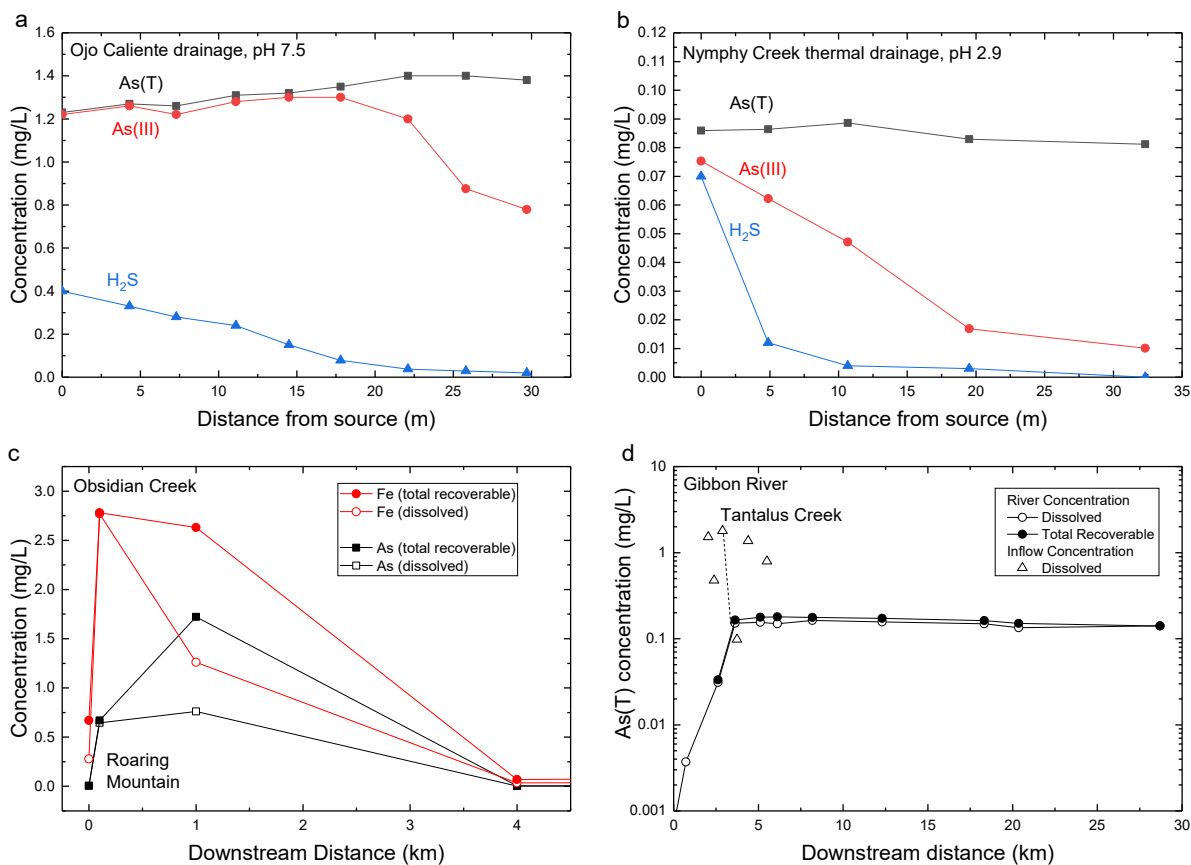 a
Ojo Caliente drainage, pH 7.5
As(T)
As(III)
H₂S
Concentration (mg/L)
1.6
1.4
1.2
1.0
0.8
0.6
0.4
0.2
0.0
0 5 10 15 20 25 30
Distance from source (m)
b
Nymphy Creek thermal drainage, pH 2.9
As(T)
As(III)
H₂S
Concentration (mg/L)
0.12
0.11
0.10
0.09
0.08
0.07
0.06
0.05
0.04
0.03
0.02
0.01
0.00
0 5 10 15 20 25 30 35
Distance from source (m)
c
Obsidian Creek
Fe (total recoverable)
Fe (dissolved)
As (total recoverable)
As (dissolved)
Roaring
Mountain
Concentration (mg/L)
3.0
2.5
2.0
1.5
1.0
0.5
0.0
0 1 2 3 4
Downstream Distance (km)
d
Gibbon River
Tantalus Creek
River Concentration
Dissolved
Total Recoverable
Inflow Concentration
Dissolved
As(T) concentration (mg/L)
10
1
0.1
0.01
0.001
0 5 10 15 20 25 30
Downstream distance (km)